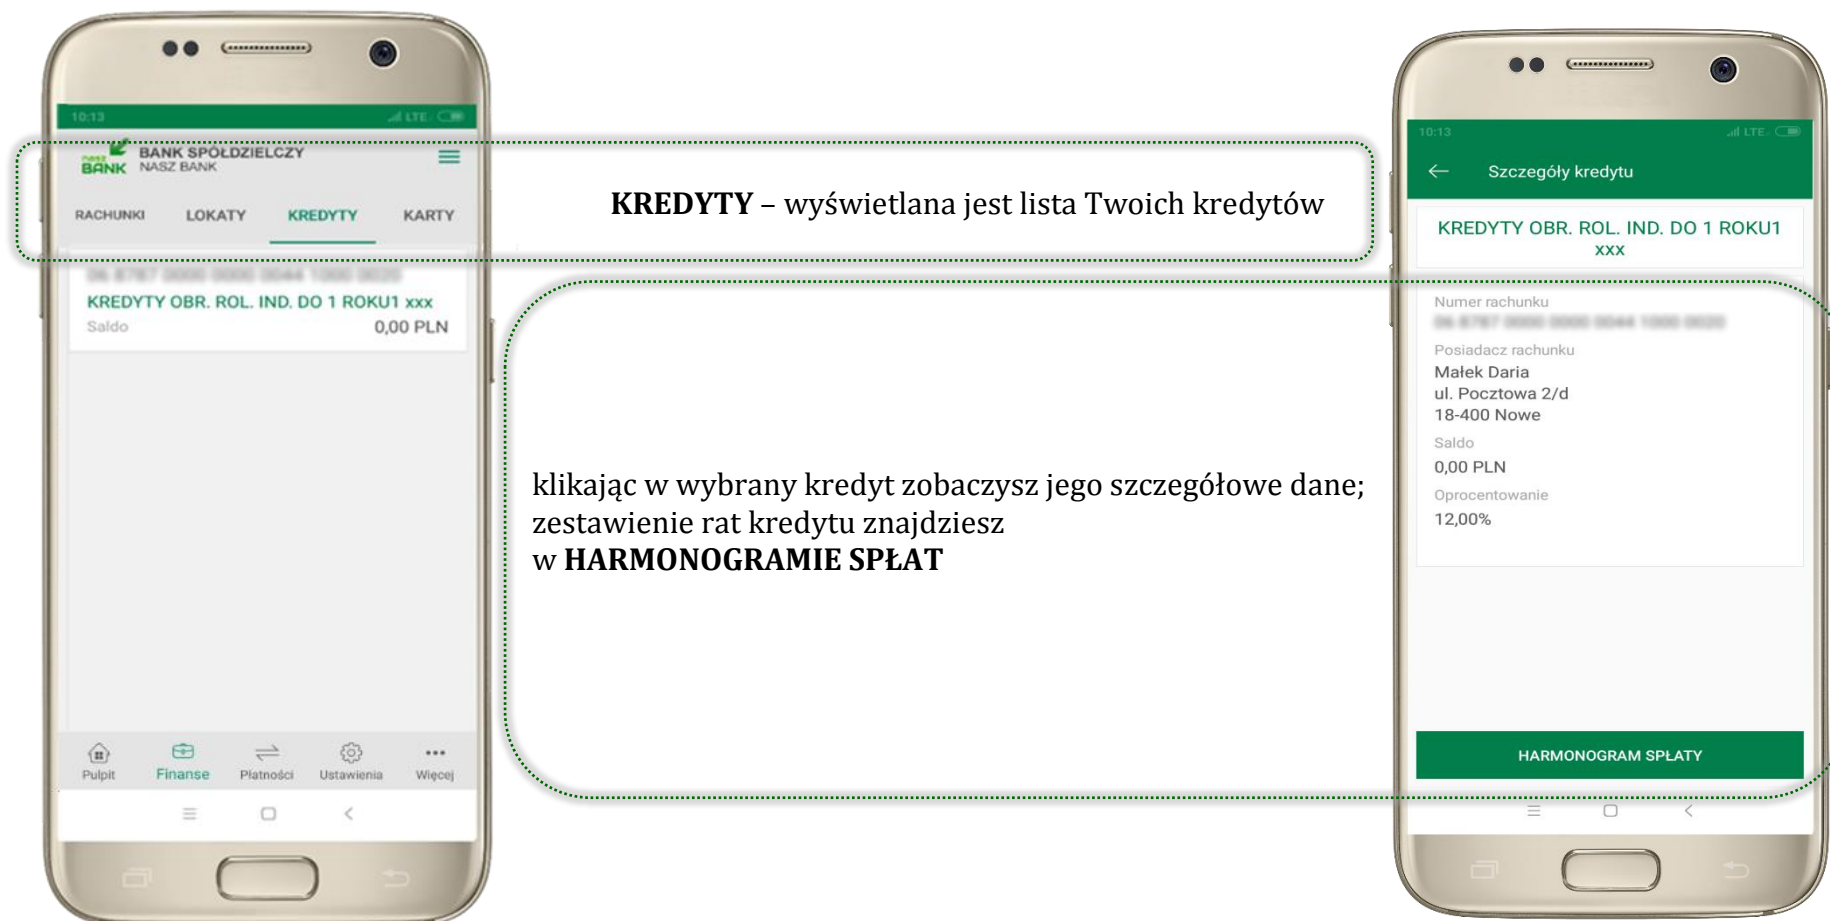 10:13
LTE
nasz BANK
BANK SPÓŁDZIELCZY
NASZ BANK
RACHUNKI LOKATY KREDYTY KARTY
KREDYTY OBR. ROL. IND. DO 1 ROKU1 xxx
Saldo 0,00 PLN
Pulpit Finanse Płatności Ustawienia Więcej
KREDYTY – wyświetlana jest lista Twoich kredytów
klikając w wybrany kredyt zobaczysz jego szczegółowe dane;
zestawienie rat kredytu znajdziesz
w HARMONOGRAMIE SPŁAT
10:13
LTE
Szczegóły kredytu
KREDYTY OBR. ROL. IND. DO 1 ROKU1
xxx
Numer rachunku
Posiadacz rachunku
Małek Daria
ul. Pocztowa 2/d
18-400 Nowe
Saldo
0,00 PLN
Oprocentowanie
12,00%
HARMONOGRAM SPŁATY